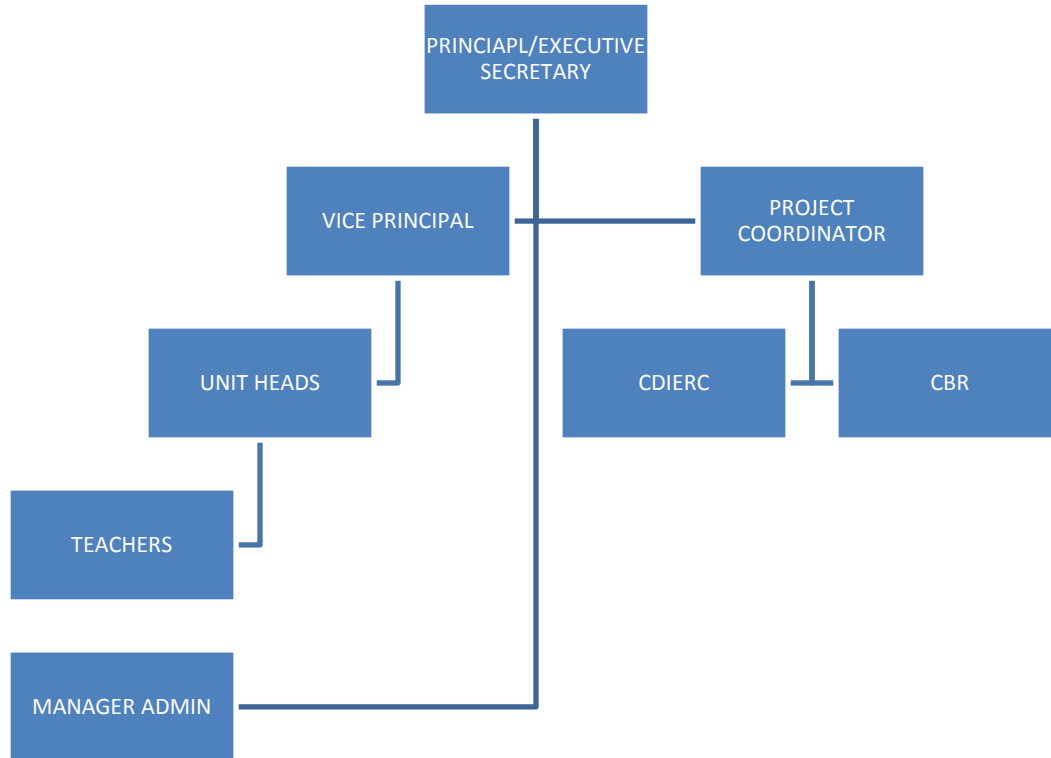 PRINCIAPL/EXECUTIVE
SECRETARY
VICE PRINCIPAL
PROJECT
COORDINATOR
UNIT HEADS
CDIERC
CBR
TEACHERS
MANAGER ADMIN